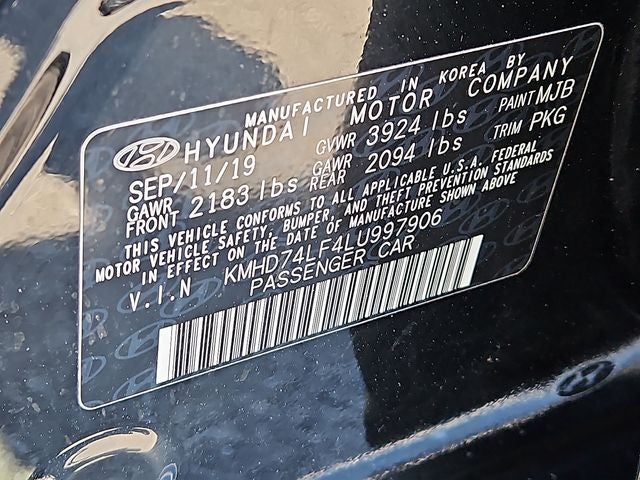 MANUFACTURED IN KOREA BY
HYUNDAI MOTOR COMPANY
SEP/11/19 GVWR 3924 lbs PAINT MJB
GAWR FRONT 2183 lbs GAWR REAR 2094 lbs TRIM PKG
THIS VEHICLE CONFORMS TO ALL APPLICABLE U.S.A. FEDERAL
MOTOR VEHICLE SAFETY, BUMPER, AND THEFT PREVENTION STANDARDS
IN EFFECT ON THE DATE OF MANUFACTURE SHOWN ABOVE
V.I.N KMHD74LF4LU997906
PASSENGER CAR